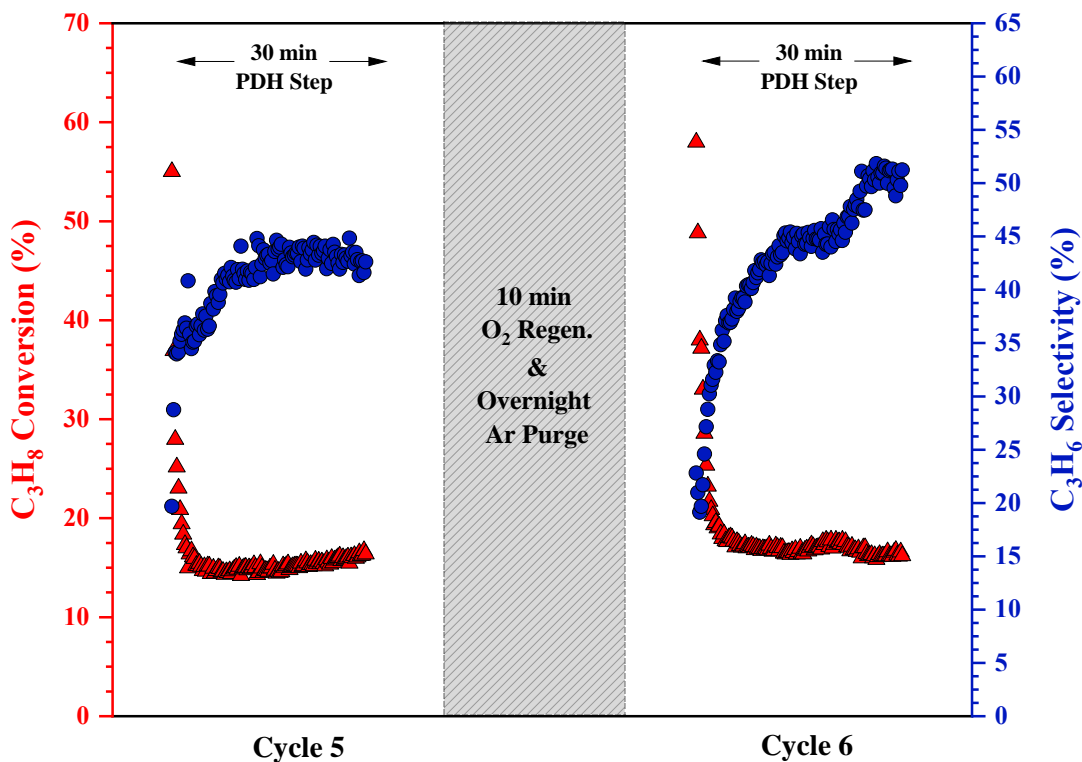 C₃H₈ Conversion (%)
70
60
50
40
30
20
10
0
30 min
PDH Step
10 min
O₂ Regen.
&
Overnight
Ar Purge
30 min
PDH Step
65
60
55
50
45
40
35
30
25
20
15
10
5
0
C₃H₆ Selectivity (%)
Cycle 5
Cycle 6